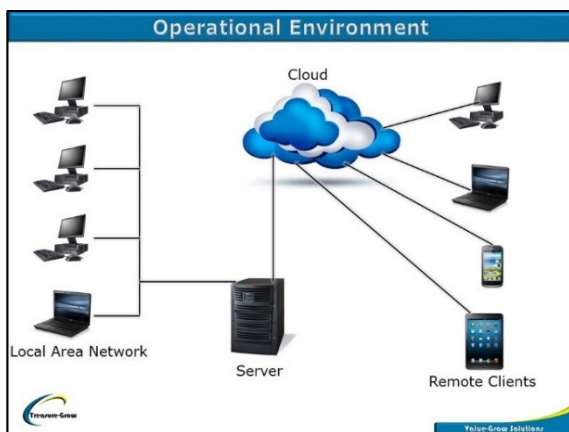 Operational Environment
Cloud
Local Area Network
Server
Remote Clients
Treasure-Grow
Value-Grow Solutions